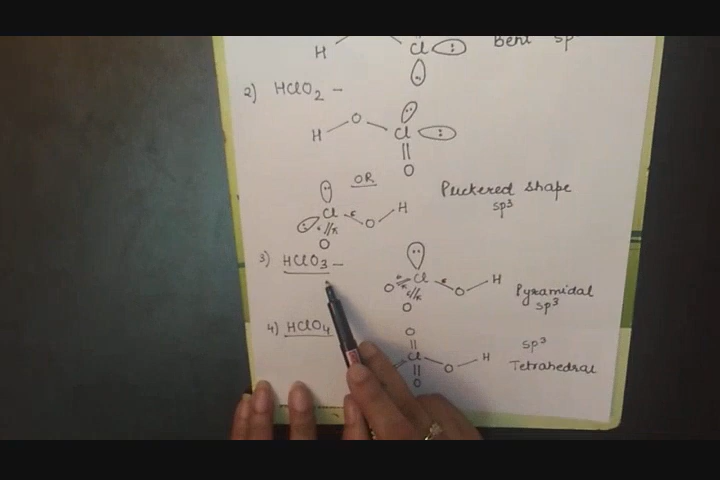 H Cl Bent sp
2) HClO2 -
H O Cl
O
OR
Cl O H
O
Puckered Shape
sp3
3) HClO3 -
O Cl O H
O
Pyramidal
sp3
4) HClO4
O
Cl O H
O
sp3
Tetrahedral